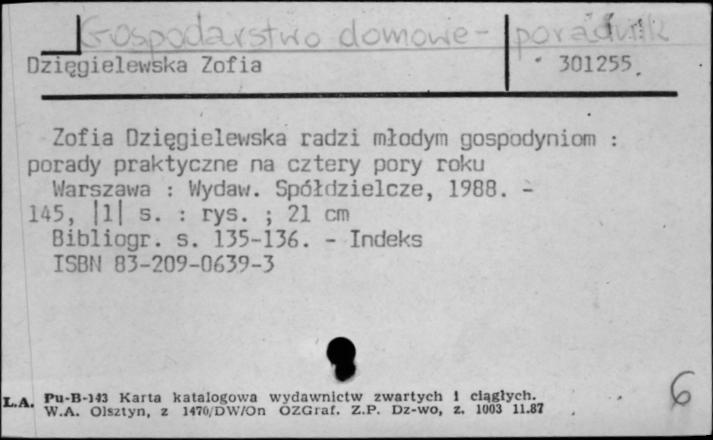 Gospodarstwo domowe - poradnik
Dzięgielewska Zofia
301255.
Zofia Dzięgielewska radzi młodym gospodyniom :
porady praktyczne na cztery pory roku
Warszawa : Wydaw. Spółdzielcze, 1988. -
145, |1| s. : rys. ; 21 cm
Bibliogr. s. 135-136. - Indeks
ISBN 83-209-0639-3
L.A. Pu-B-143 Karta katalogowa wydawnictw zwartych i ciągłych.
W.A. Olsztyn, z 1470/DW/On OZGraf. Z.P. Dz-wo, z. 1003 11.87
6